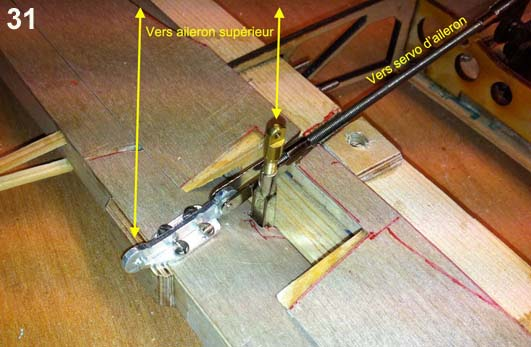 31
Vers aileron supérieur
Vers servo d'aileron